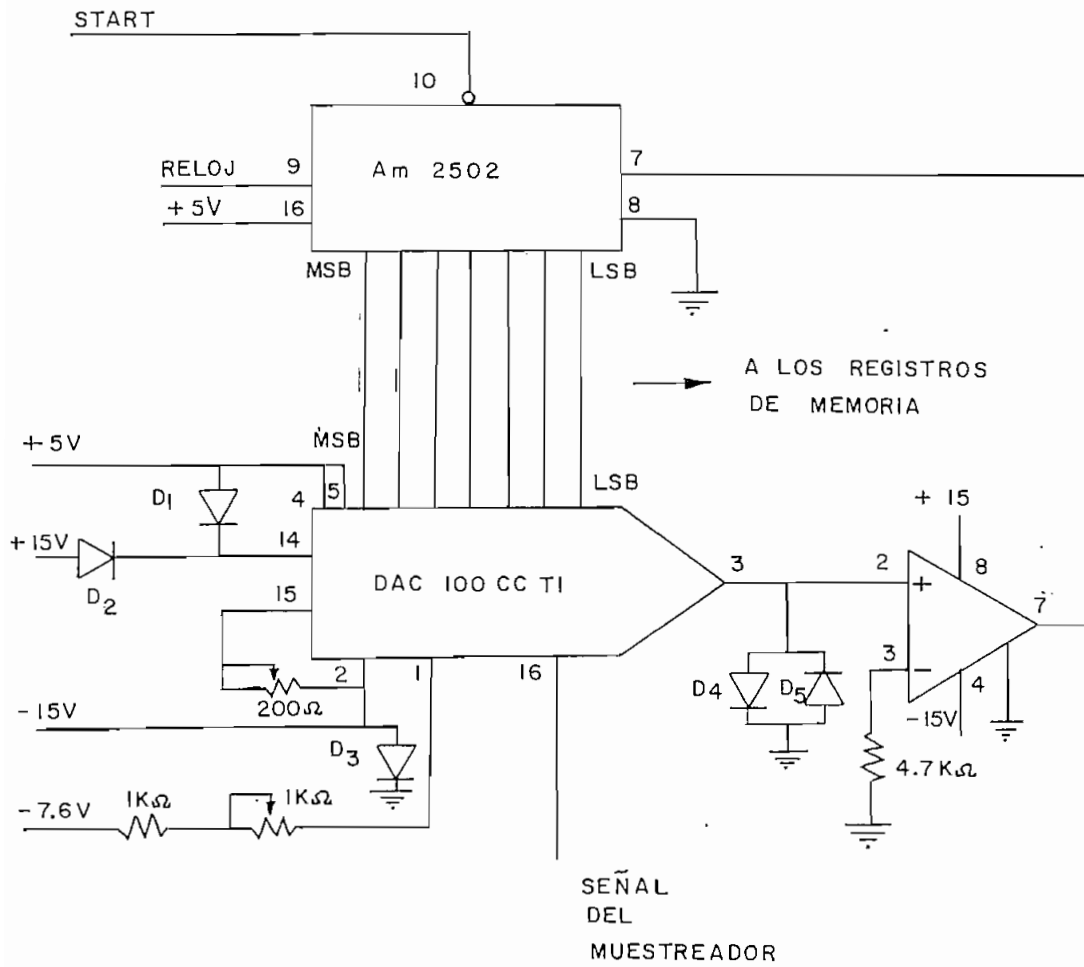 START
10
RELOJ 9
Am 2502
7
+5V 16
8
MSB
LSB
A LOS REGISTROS
DE MEMORIA
+5V
MSB
LSB
D1
4
5
+15
+15V
14
D2
DAC 100 CC T1
3
2
8
7
15
2
1
16
3
4
200Ω
D4
D5
-15V
-15V
D3
4.7KΩ
-7.6V
1KΩ
1KΩ
SEÑAL
DEL
MUESTREADOR
+
-